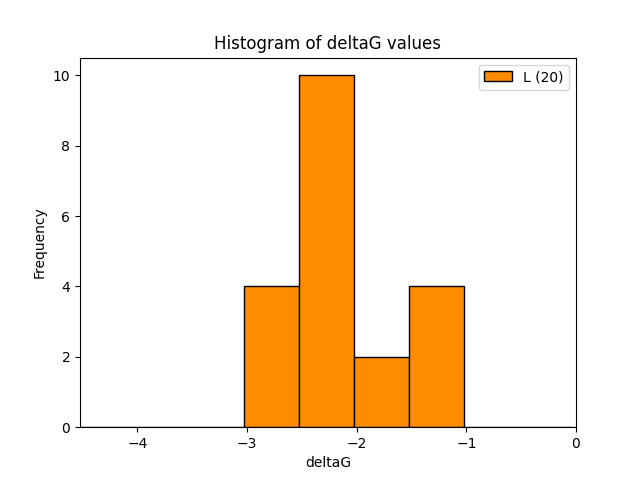 Histogram of deltaG values
L (20)
Frequency
10
8
6
4
2
0
−4
−3
−2
−1
0
deltaG